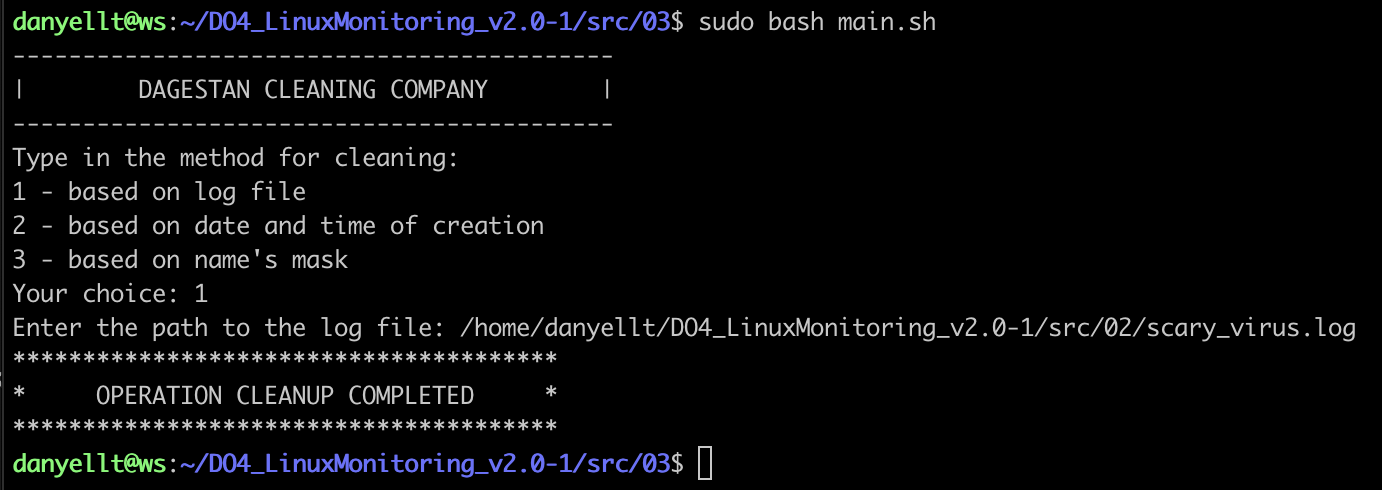 danyellt@ws:~/DO4_LinuxMonitoring_v2.0-1/src/03$ sudo bash main.sh
-------------------------------------------
|        DAGESTAN CLEANING COMPANY        |
-------------------------------------------
Type in the method for cleaning:
1 - based on log file
2 - based on date and time of creation
3 - based on name's mask
Your choice: 1
Enter the path to the log file: /home/danyellt/DO4_LinuxMonitoring_v2.0-1/src/02/scary_virus.log
***************************************
*     OPERATION CLEANUP COMPLETED     *
***************************************
danyellt@ws:~/DO4_LinuxMonitoring_v2.0-1/src/03$